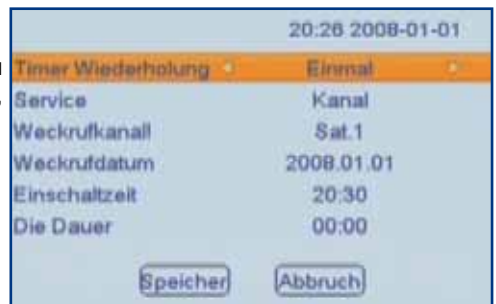 20:26 2008-01-01
Timer Wiederholung Einmal
Service Kanal
Weckrufkanall Sat.1
Weckrufdatum 2008.01.01
Einschaltzeit 20:30
Die Dauer 00:00
Speicher Abbruch